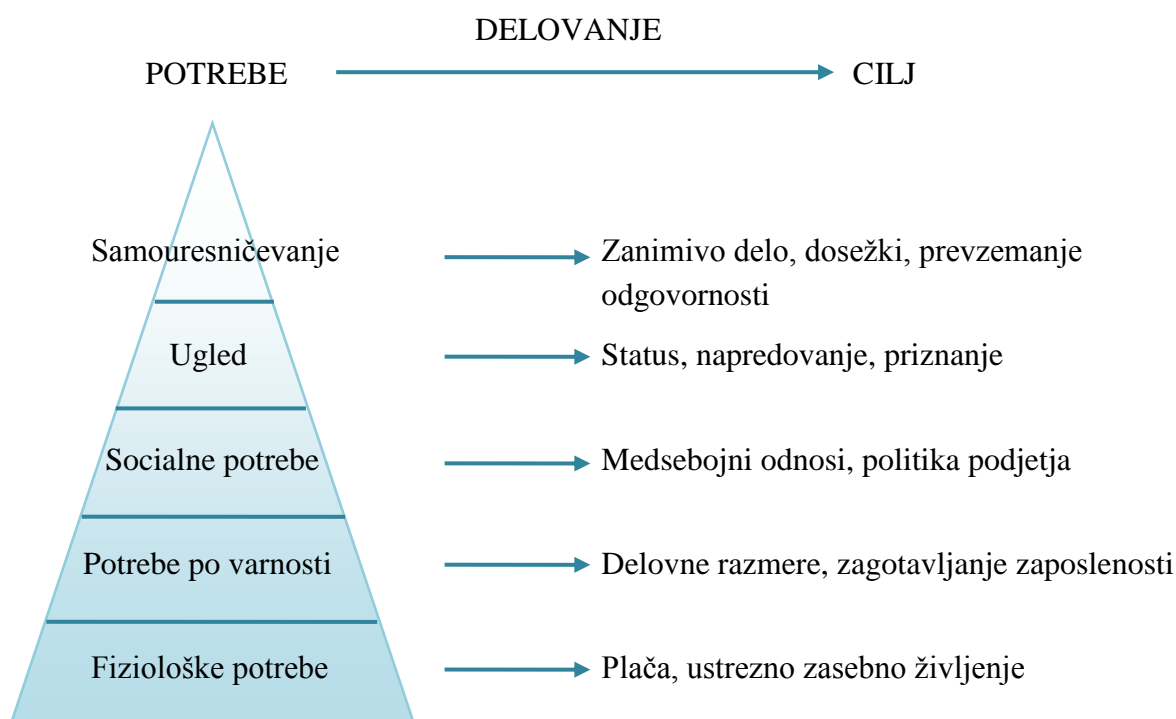 DELOVANJE
POTREBE
CILJ
Samouresničevanje
Zanimivo delo, dosežki, prevzemanje
odgovornosti
Ugled
Status, napredovanje, priznanje
Socialne potrebe
Medsebojni odnosi, politika podjetja
Potrebe po varnosti
Delovne razmere, zagotavljanje zaposlenosti
Fiziološke potrebe
Plača, ustrezno zasebno življenje